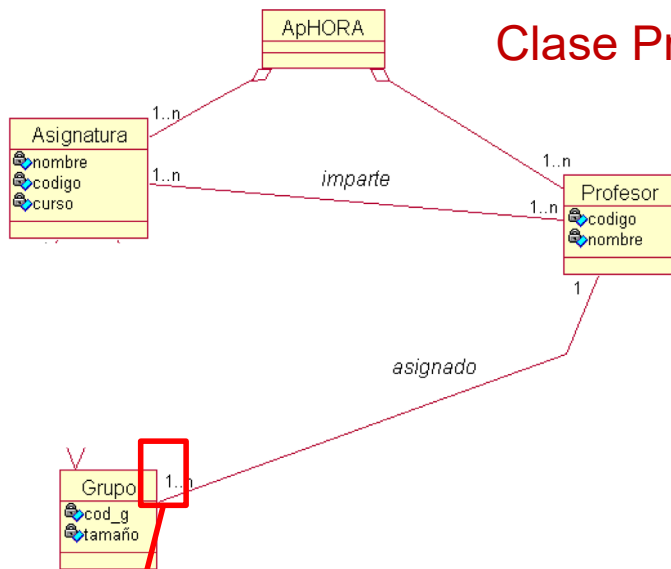 ApHORA
Clase Pr
1..n
Asignatura
nombre
codigo
curso
1..n
imparte
1..n
1..n
Profesor
codigo
nombre
1
asignado
1..n
Grupo
cod_g
tamaño